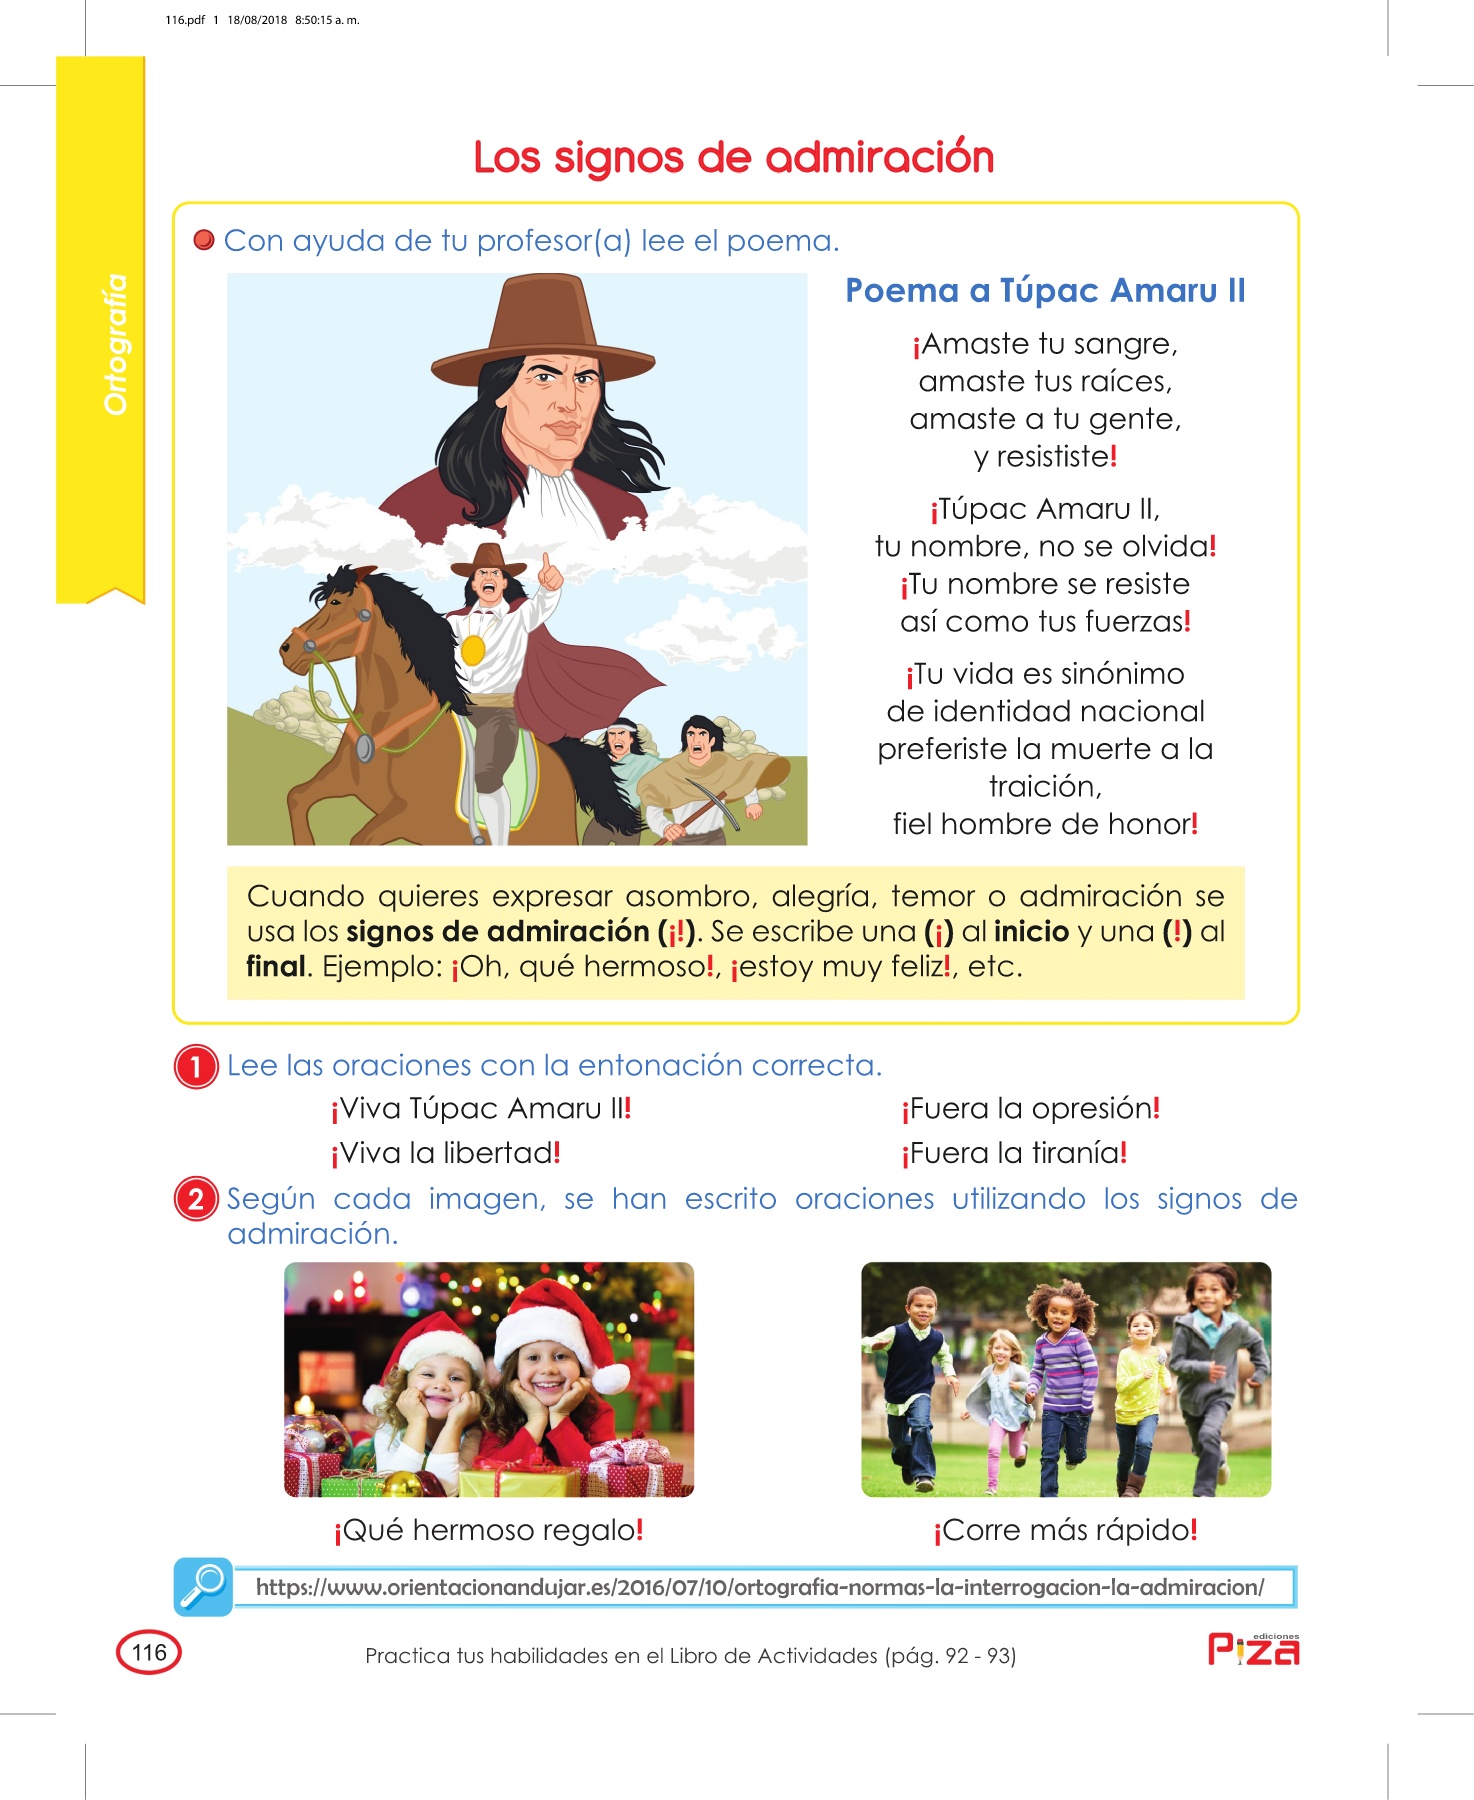 116.pdf 1 18/08/2018 8:50:15 a. m.
Ortografía
Los signos de admiración
Con ayuda de tu profesor(a) lee el poema.
Poema a Túpac Amaru II
¡Amaste tu sangre,
amaste tus raíces,
amaste a tu gente,
y resististe!
¡Túpac Amaru II,
tu nombre, no se olvida!
¡Tu nombre se resiste
así como tus fuerzas!
¡Tu vida es sinónimo
de identidad nacional
preferiste la muerte a la
traición,
fiel hombre de honor!
Cuando quieres expresar asombro, alegría, temor o admiración se
usa los signos de admiración (¡!). Se escribe una (¡) al inicio y una (!) al
final. Ejemplo: ¡Oh, qué hermoso!, ¡estoy muy feliz!, etc.
1 Lee las oraciones con la entonación correcta.
¡Viva Túpac Amaru II! ¡Fuera la opresión!
¡Viva la libertad! ¡Fuera la tiranía!
2 Según cada imagen, se han escrito oraciones utilizando los signos de
admiración.
¡Qué hermoso regalo! ¡Corre más rápido!
https://www.orientacionandujar.es/2016/07/10/ortografia-normas-la-interrogacion-la-admiracion/
116 Practica tus habilidades en el Libro de Actividades (pág. 92 - 93)
ediciones
Piza